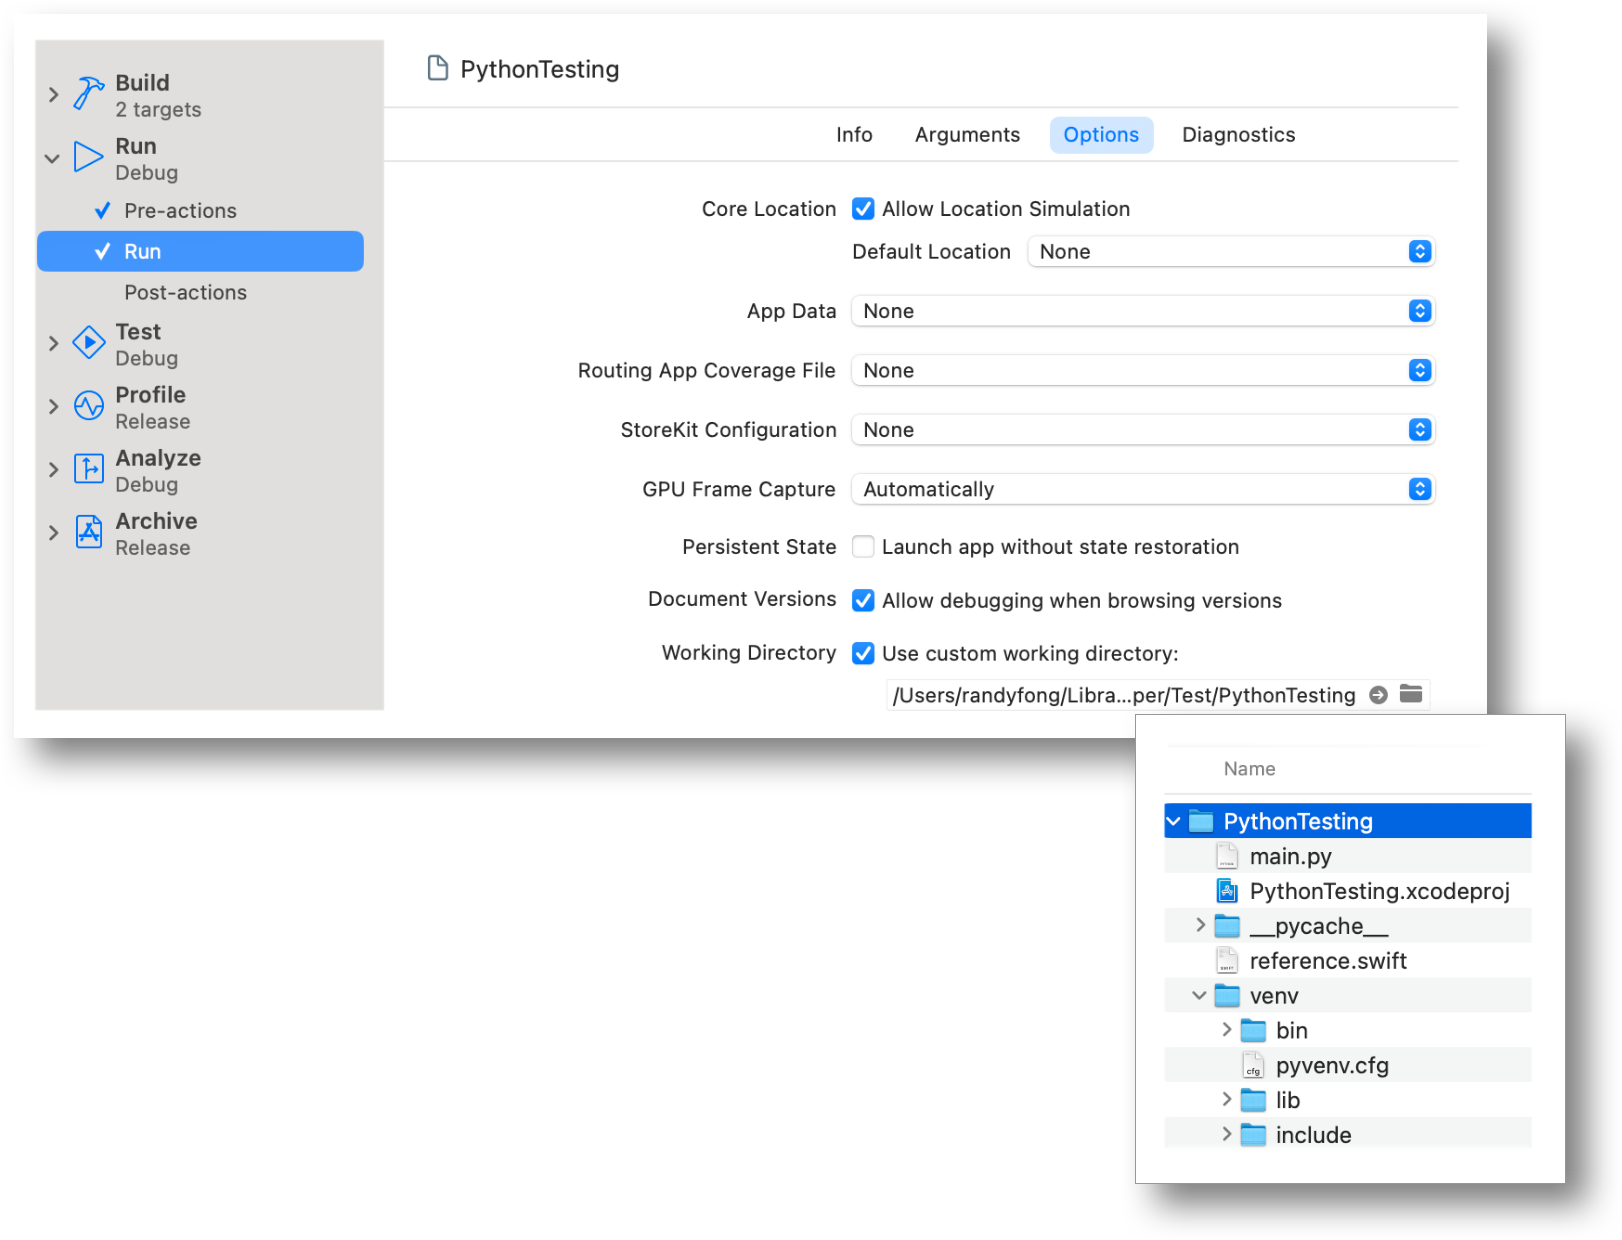 PythonTesting
Build
2 targets
Run
Debug
Pre-actions
Run
Post-actions
Test
Debug
Profile
Release
Analyze
Debug
Archive
Release
Info Arguments Options Diagnostics
Core Location Allow Location Simulation
Default Location None
App Data None
Routing App Coverage File None
StoreKit Configuration None
GPU Frame Capture Automatically
Persistent State Launch app without state restoration
Document Versions Allow debugging when browsing versions
Working Directory Use custom working directory:
/Users/randyfong/Libra...per/Test/PythonTesting
Name
PythonTesting
main.py
PythonTesting.xcodeproj
__pycache__
reference.swift
venv
bin
pyvenv.cfg
lib
include